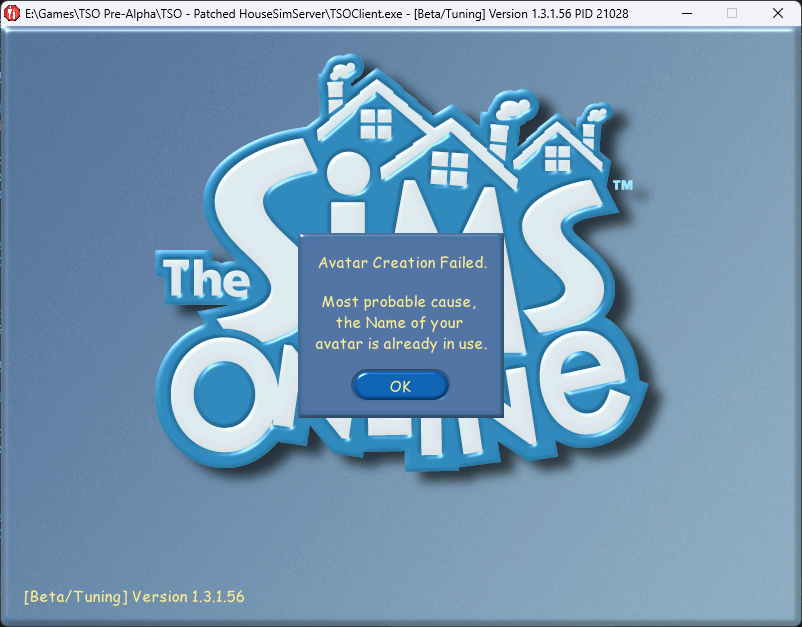 E:\Games\TSO Pre-Alpha\TSO - Patched HouseSimServer\TSOClient.exe - [Beta/Tuning] Version 1.3.1.56 PID 21028
The
SIMS
TM
ONLINE
Avatar Creation Failed.
Most probable cause,
the Name of your
avatar is already in use.
OK
[Beta/Tuning] Version 1.3.1.56